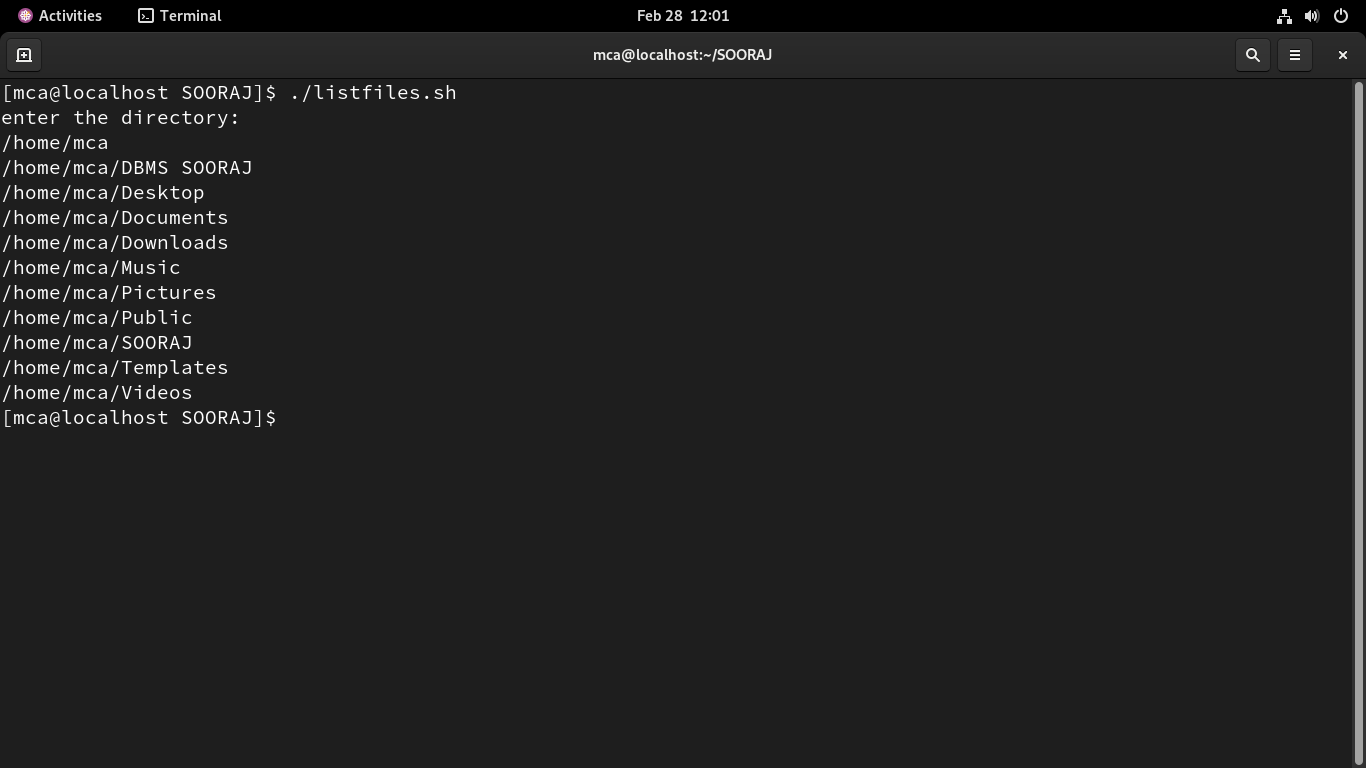 Activities Terminal Feb 28 12:01
mca@localhost:~/SOORAJ
[mca@localhost SOORAJ]$ ./listfiles.sh
enter the directory:
/home/mca
/home/mca/DBMS SOORAJ
/home/mca/Desktop
/home/mca/Documents
/home/mca/Downloads
/home/mca/Music
/home/mca/Pictures
/home/mca/Public
/home/mca/SOORAJ
/home/mca/Templates
/home/mca/Videos
[mca@localhost SOORAJ]$